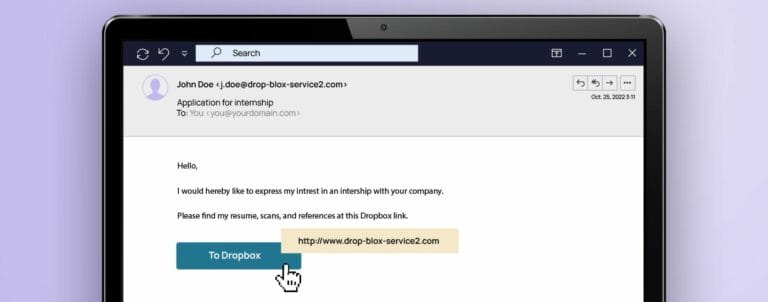 Search
John Doe <j.doe@drop-blox-service2.com>
Application for internship
To: You <you@yourdomain.com>
Oct. 25, 2022 3:11
Hello,
I would hereby like to express my intrest in an intership with your company.
Please find my resume, scans, and references at this Dropbox link.
http://www.drop-blox-service2.com
To Dropbox